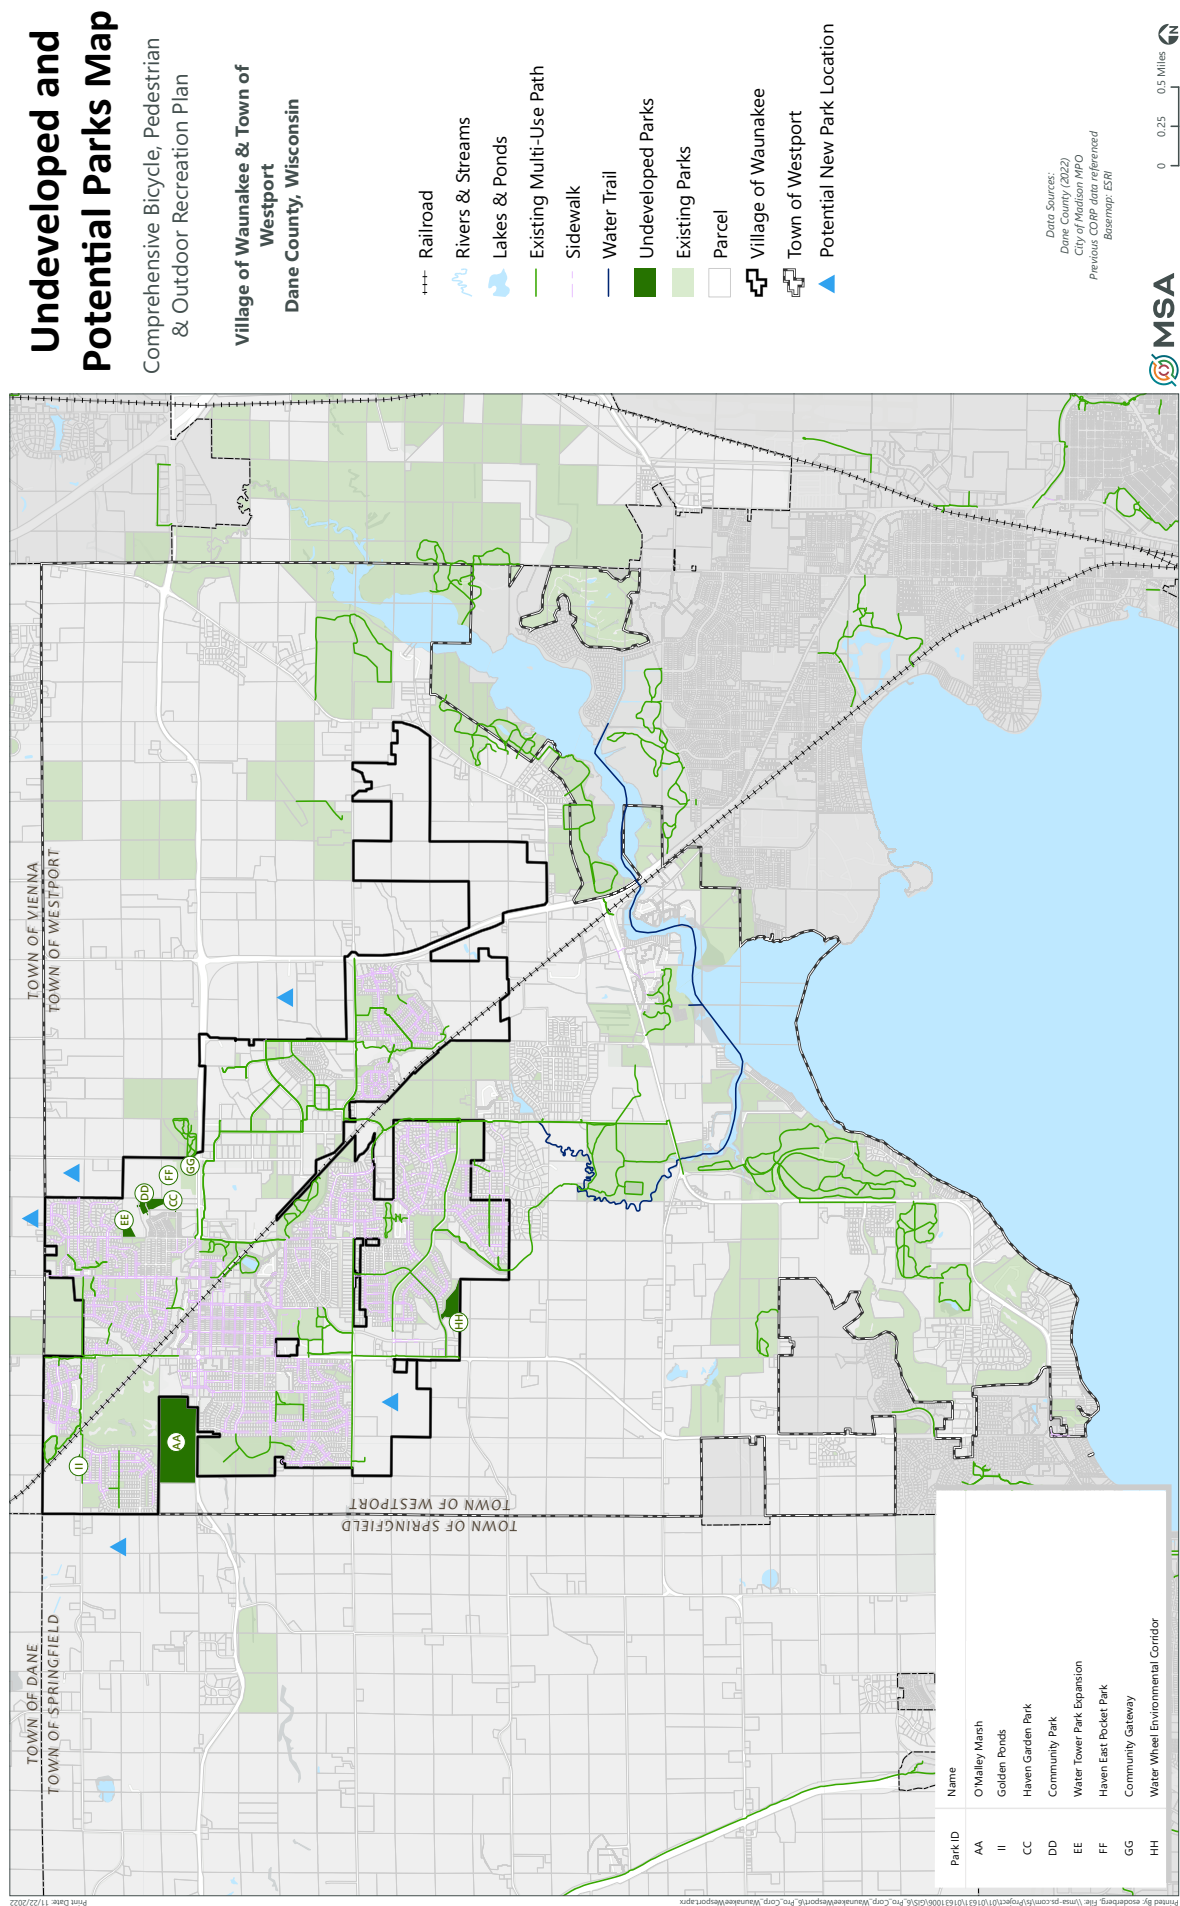 Undeveloped and
Potential Parks Map
Comprehensive Bicycle, Pedestrian
& Outdoor Recreation Plan
Village of Waunakee & Town of
Westport
Dane County, Wisconsin
Railroad
Rivers & Streams
Lakes & Ponds
Existing Multi-Use Path
Sidewalk
Water Trail
Undeveloped Parks
Existing Parks
Parcel
Village of Waunakee
Town of Westport
Potential New Park Location
Data Sources:
Dane County (2022)
City of Madison MPO
Previous CORP data referenced
Basemap: ESRI
MSA
0 0.25 0.5 Miles
N
TOWN OF VIENNA
TOWN OF WESTPORT
TOWN OF DANE
TOWN OF SPRINGFIELD
TOWN OF WESTPORT
TOWN OF SPRINGFIELD
GG
FF
DD
CC
EE
HH
AA
II
Park ID Name
AA O'Malley Marsh
II Golden Ponds
CC Haven Garden Park
DD Community Park
EE Water Tower Park Expansion
FF Haven East Pocket Park
GG Community Gateway
HH Water Wheel Environmental Corridor
Print Date: 11/22/2022